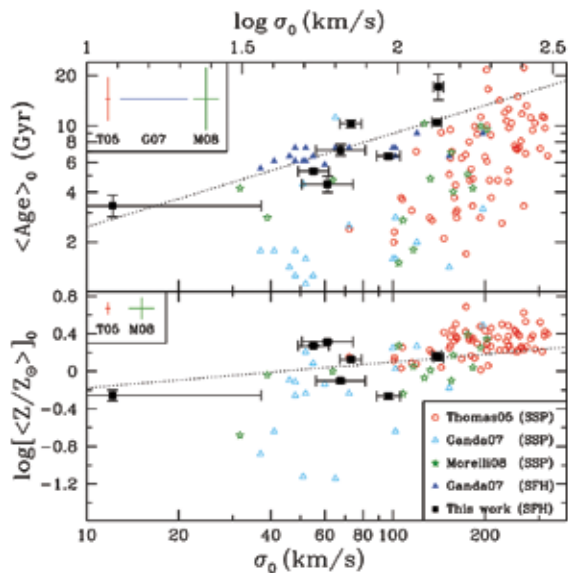 log σ₀ (km/s)
1 1.5 2 2.5
<Age>₀ (Gyr)
20
10
8
6
4
2
T05 G07 M08
log[<Z/Z⊙>]₀
0.8
0.4
0
-0.4
-0.8
-1.2
T05 M08
Thomas05 (SSP)
Ganda07 (SSP)
Morelli08 (SSP)
Ganda07 (SFH)
This work (SFH)
10 20 40 60 80 100 200
σ₀ (km/s)